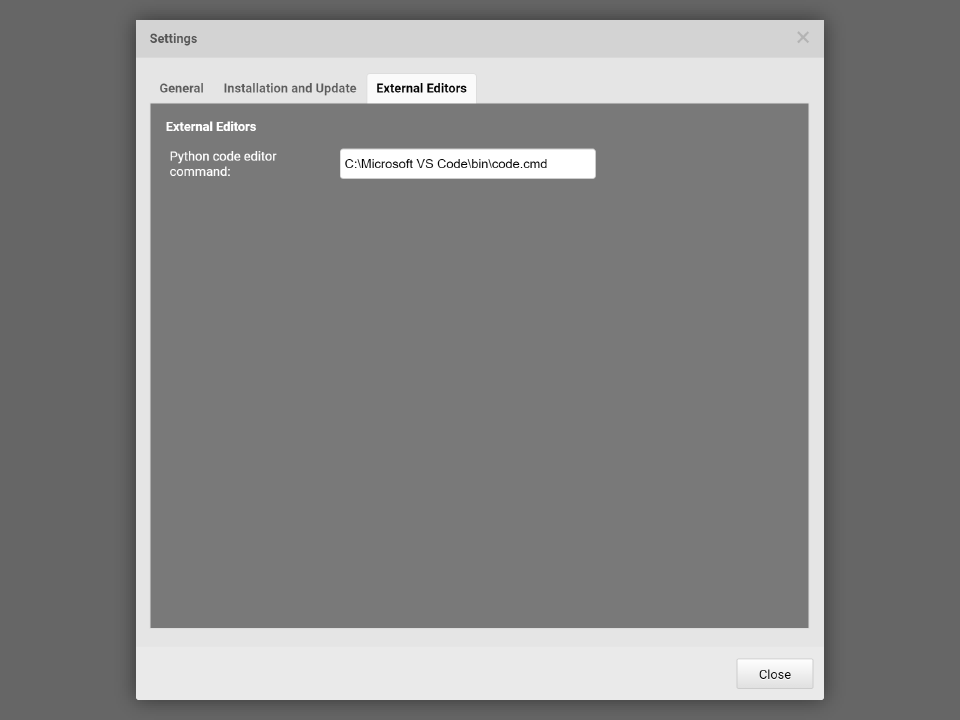 Settings
General Installation and Update External Editors
External Editors
Python code editor
command:
C:\Microsoft VS Code\bin\code.cmd
Close